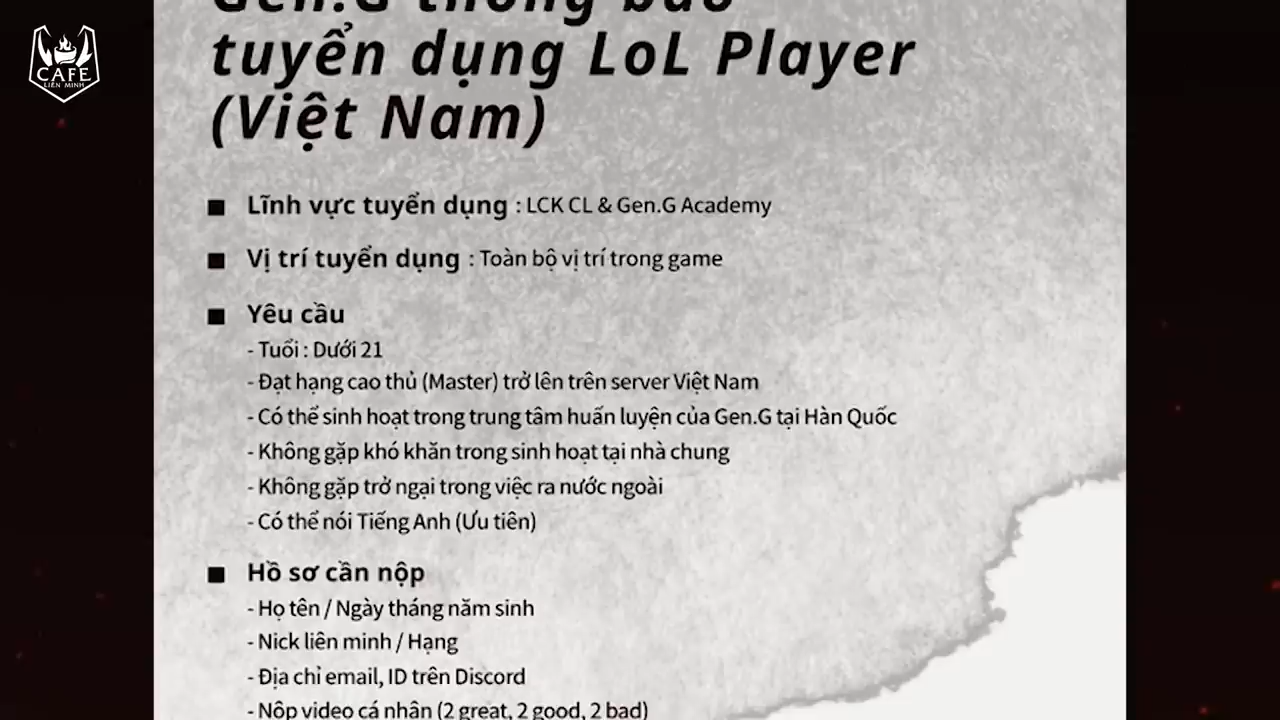 CAFE
LIÊN MINH
Gen.G thông báo
tuyển dụng LoL Player
(Việt Nam)
■ Lĩnh vực tuyển dụng : LCK CL & Gen.G Academy
■ Vị trí tuyển dụng : Toàn bộ vị trí trong game
■ Yêu cầu
- Tuổi : Dưới 21
- Đạt hạng cao thủ (Master) trở lên trên server Việt Nam
- Có thể sinh hoạt trong trung tâm huấn luyện của Gen.G tại Hàn Quốc
- Không gặp khó khăn trong sinh hoạt tại nhà chung
- Không gặp trở ngại trong việc ra nước ngoài
- Có thể nói Tiếng Anh (Ưu tiên)
■ Hồ sơ cần nộp
- Họ tên / Ngày tháng năm sinh
- Nick liên minh / Hạng
- Địa chỉ email, ID trên Discord
- Nộp video cá nhân (2 great, 2 good, 2 bad)